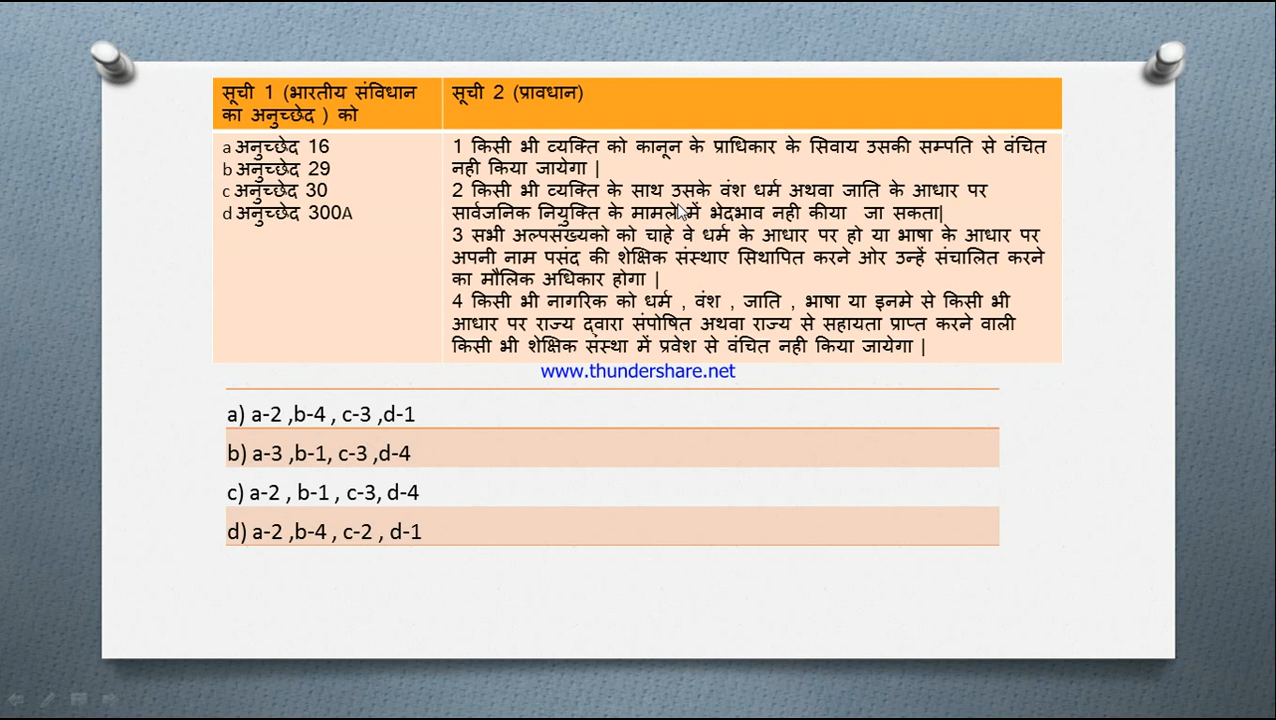 सूची 1 (भारतीय संविधान
का अनुच्छेद ) को
सूची 2 (प्रावधान)
a अनुच्छेद 16
b अनुच्छेद 29
c अनुच्छेद 30
d अनुच्छेद 300A
1 किसी भी व्यक्ति को कानून के प्राधिकार के सिवाय उसकी सम्पति से वंचित
नही किया जायेगा |
2 किसी भी व्यक्ति के साथ उसके वंश धर्म अथवा जाति के आधार पर
सार्वजनिक नियुक्ति के मामले में भेदभाव नही कीया जा सकता|
3 सभी अल्पसंख्यको को चाहे वे धर्म के आधार पर हो या भाषा के आधार पर
अपनी नाम पसंद की शेक्षिक संस्थाए सिथापित करने ओर उन्हें संचालित करने
का मौलिक अधिकार होगा |
4 किसी भी नागरिक को धर्म , वंश , जाति , भाषा या इनमे से किसी भी
आधार पर राज्य द्वारा संपोषित अथवा राज्य से सहायता प्राप्त करने वाली
किसी भी शेक्षिक संस्था में प्रवेश से वंचित नही किया जायेगा |
www.thundershare.net
a) a-2 ,b-4 , c-3 ,d-1
b) a-3 ,b-1, c-3 ,d-4
c) a-2 , b-1 , c-3, d-4
d) a-2 ,b-4 , c-2 , d-1